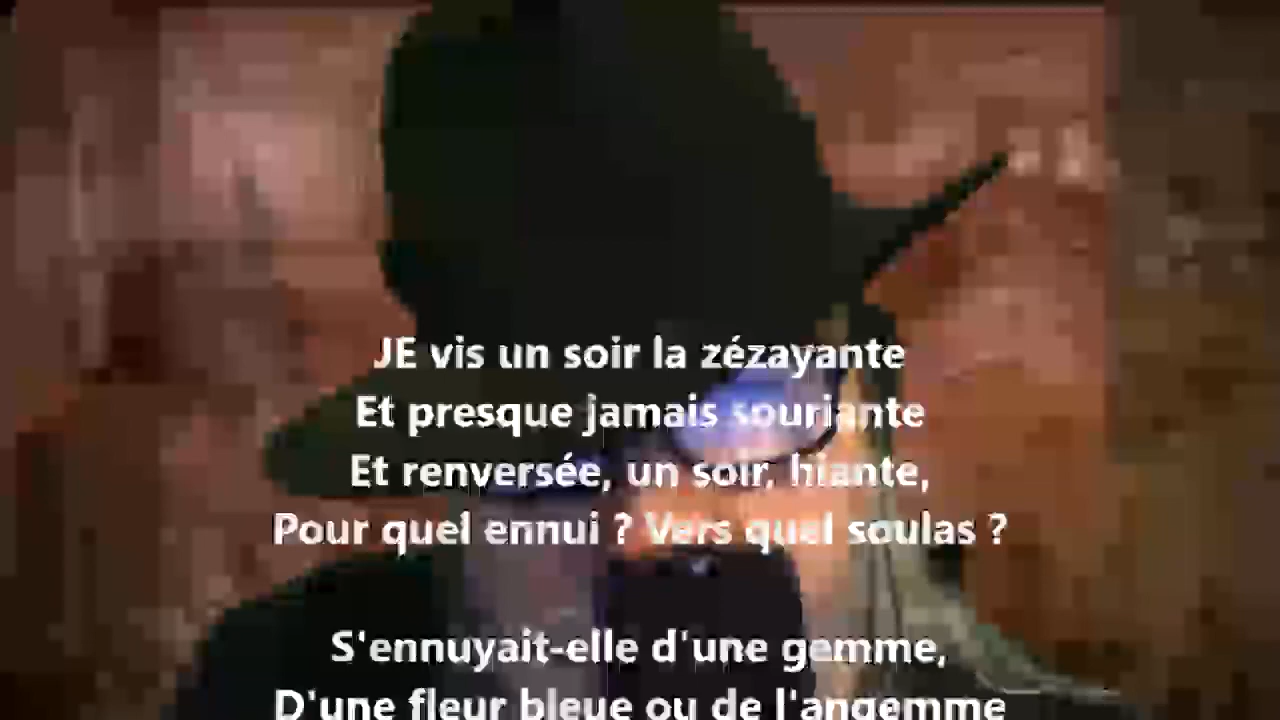 JE vis un soir la zézayante
Et presque jamais souriante
Et renversée, un soir, hiante,
Pour quel ennui ? Vers quel soulas ?
S'ennuyait-elle d'une gemme,
D'une fleur bleue ou de l'angemme